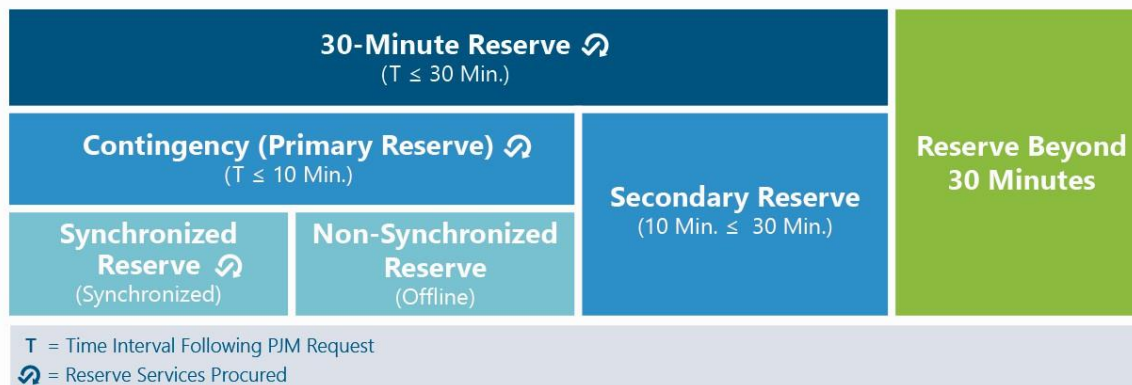 30-Minute Reserve
(T ≤ 30 Min.)
Contingency (Primary Reserve)
(T ≤ 10 Min.)
Synchronized
Reserve
(Synchronized)
Non-Synchronized
Reserve
(Offline)
Secondary Reserve
(10 Min. ≤ 30 Min.)
Reserve Beyond
30 Minutes
T = Time Interval Following PJM Request
= Reserve Services Procured